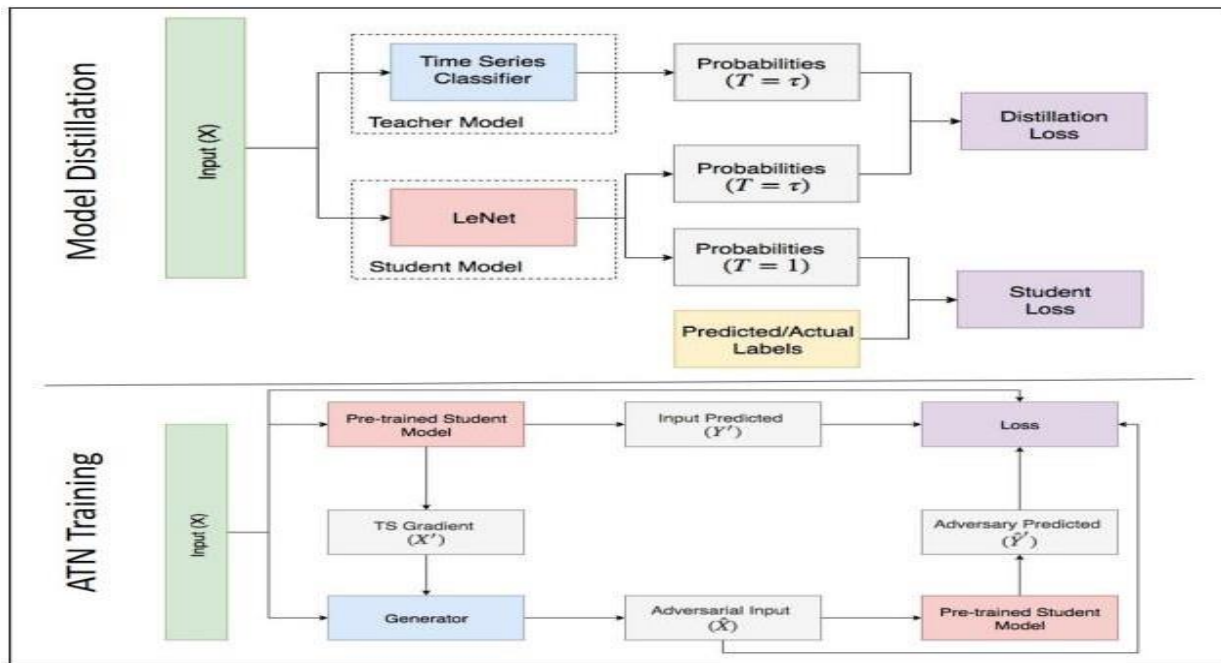 Model Distillation
Input (X)
Time Series
Classifier
Teacher Model
LeNet
Student Model
Probabilities
(T = τ)
Probabilities
(T = τ)
Probabilities
(T = 1)
Predicted/Actual
Labels
Distillation
Loss
Student
Loss
ATN Training
Input (X)
Pre-trained Student
Model
Input Predicted
(Y′)
Loss
TS Gradient
(X′)
Adversary Predicted
(Ŷ′)
Generator
Adversarial Input
(X̂)
Pre-trained Student
Model